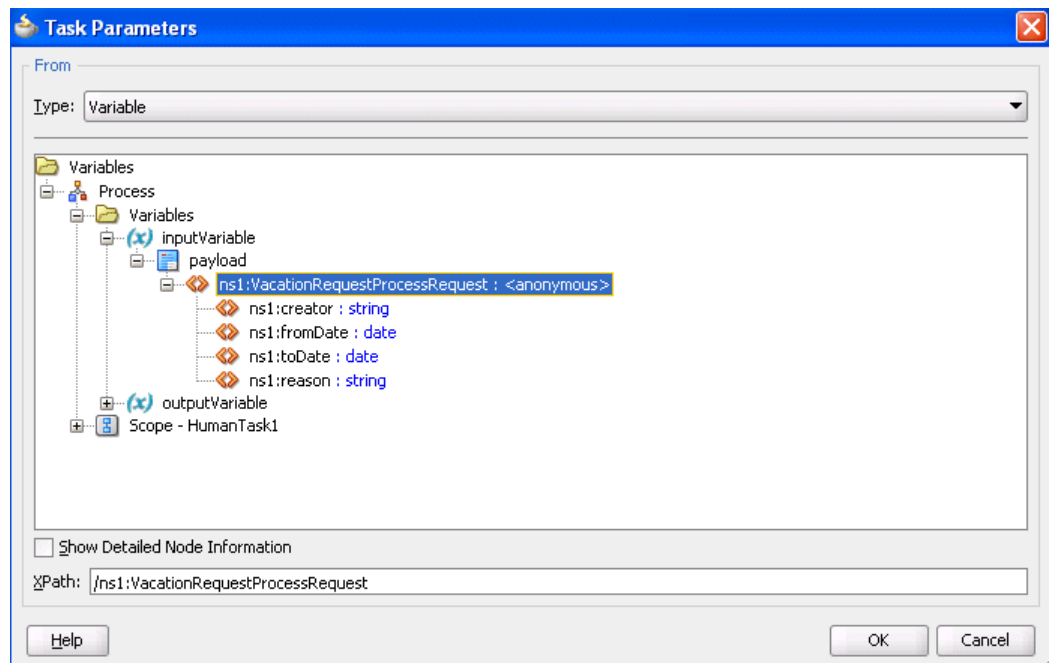 Task Parameters
From
Type: Variable
Variables
Process
Variables
(x) inputVariable
payload
ns1:VacationRequestProcessRequest : <anonymous>
ns1:creator : string
ns1:fromDate : date
ns1:toDate : date
ns1:reason : string
(x) outputVariable
Scope - HumanTask1
Show Detailed Node Information
XPath: /ns1:VacationRequestProcessRequest
Help OK Cancel